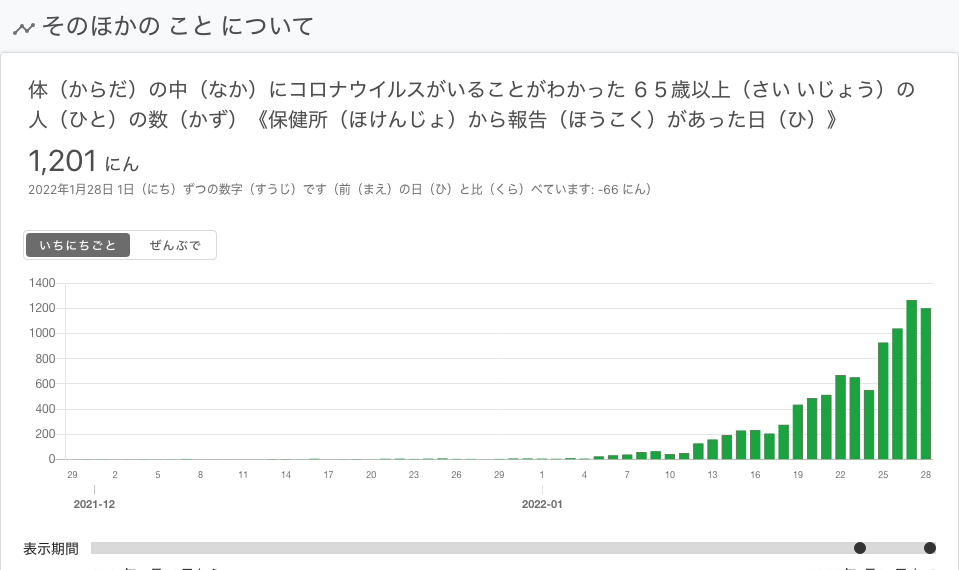 そのほかの こと について
体（からだ）の中（なか）にコロナウイルスがいることがわかった ６５歳以上（さい いじょう）の
人（ひと）の数（かず）《保健所（ほけんじょ）から報告（ほうこく）があった日（ひ）》
1,201 にん
2022年1月28日 1日（にち）ずつの数字（すうじ）です（前（まえ）の日（ひ）と比（くら）べています: -66 にん）
いちにちごと ぜんぶで
1400
1200
1000
800
600
400
200
0
29 2 5 8 11 14 17 20 23 26 29 1 4 7 10 13 16 19 22 25 28
2021-12 2022-01
表示期間